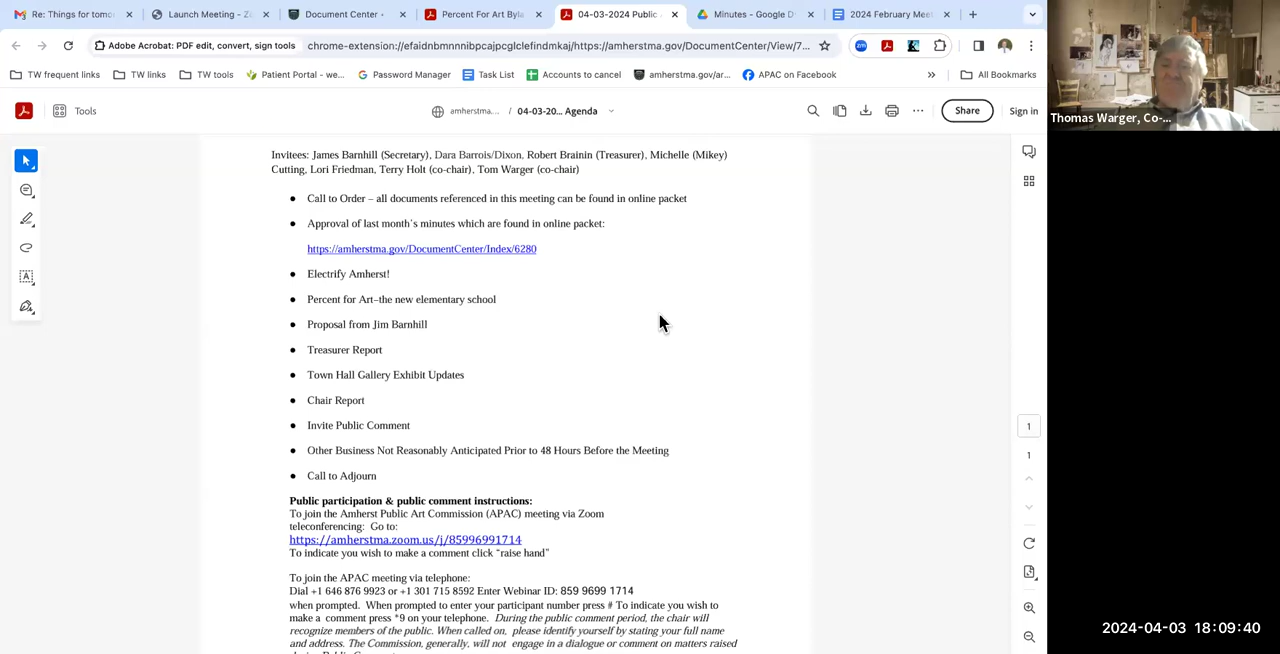 Re: Things for tomo
Launch Meeting - Z
Document Center •
Percent For Art Byla
04-03-2024 Public
Minutes - Google D
2024 February Meet
Adobe Acrobat: PDF edit, convert, sign tools
chrome-extension://efaidnbmnnnibpcajpcglclefindmkaj/https://amherstma.gov/DocumentCenter/View/7...
TW frequent links
TW links
TW tools
Patient Portal - we...
Password Manager
Task List
Accounts to cancel
amherstma.gov/ar...
APAC on Facebook
All Bookmarks
Tools
amherstma.... / 04-03-20... Agenda
Share
Sign in
Thomas Warger, Co-...
Invitees: James Barnhill (Secretary), Dara Barrois/Dixon, Robert Brainin (Treasurer), Michelle (Mikey)
Cutting, Lori Friedman, Terry Holt (co-chair), Tom Warger (co-chair)
● Call to Order – all documents referenced in this meeting can be found in online packet
● Approval of last month's minutes which are found in online packet:
https://amherstma.gov/DocumentCenter/Index/6280
● Electrify Amherst!
● Percent for Art–the new elementary school
● Proposal from Jim Barnhill
● Treasurer Report
● Town Hall Gallery Exhibit Updates
● Chair Report
● Invite Public Comment
● Other Business Not Reasonably Anticipated Prior to 48 Hours Before the Meeting
● Call to Adjourn
Public participation & public comment instructions:
To join the Amherst Public Art Commission (APAC) meeting via Zoom
teleconferencing: Go to:
https://amherstma.zoom.us/j/85996991714
To indicate you wish to make a comment click “raise hand”
To join the APAC meeting via telephone:
Dial +1 646 876 9923 or +1 301 715 8592 Enter Webinar ID: 859 9699 1714
when prompted. When prompted to enter your participant number press # To indicate you wish to
make a comment press *9 on your telephone. During the public comment period, the chair will
recognize members of the public. When called on, please identify yourself by stating your full name
and address. The Commission, generally, will not engage in a dialogue or comment on matters raised
1
1
2024-04-03 18:09:40